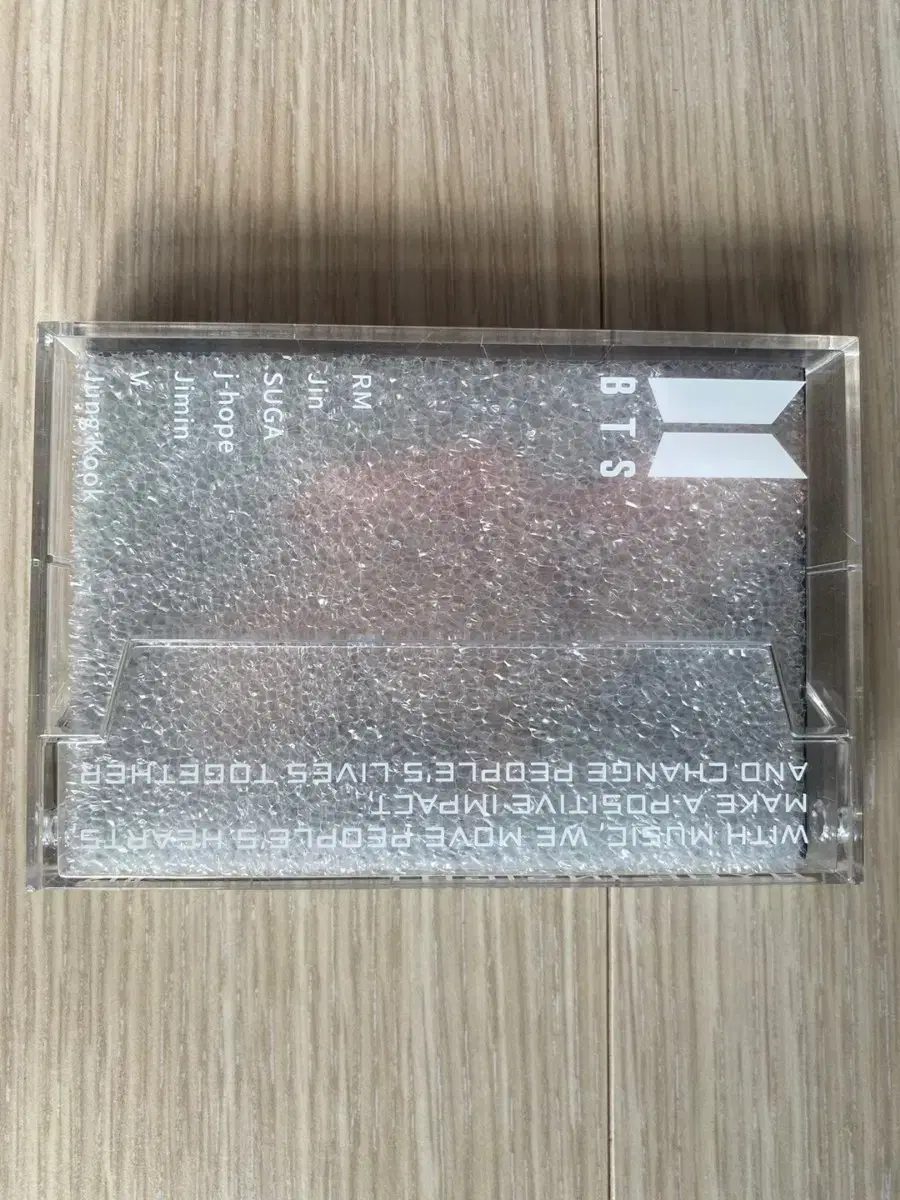 BTS
RM
Jin
SUGA
J-hope
Jimin
V
Jung kook
WITH MUSIC, WE MOVE PEOPLE'S HEARTS,
MAKE A POSITIVE IMPACT,
AND CHANGE PEOPLE'S LIVES TOGETHER